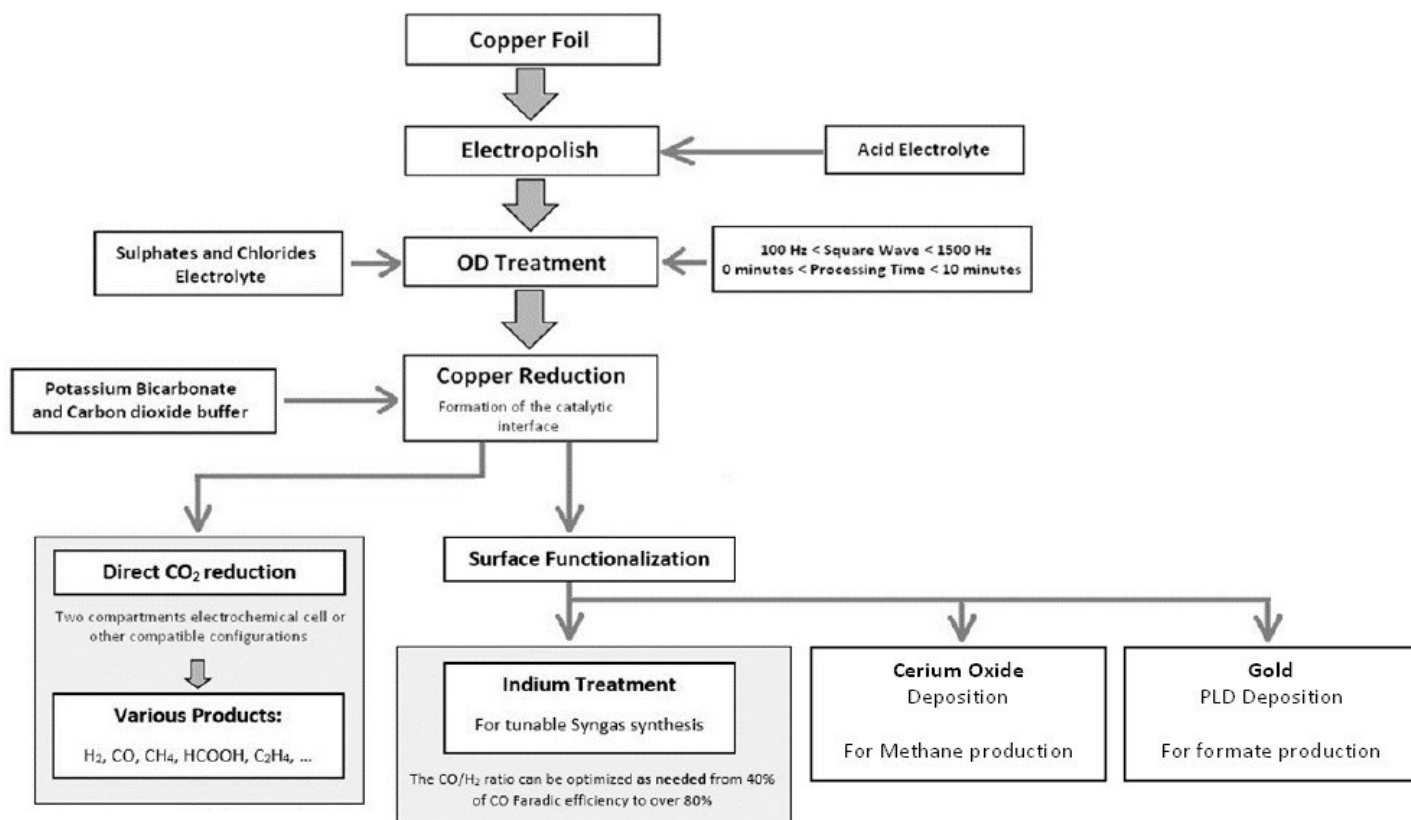 Copper Foil
Electropolish
Acid Electrolyte
Sulphates and Chlorides
Electrolyte
OD Treatment
100 Hz < Square Wave < 1500 Hz
0 minutes < Processing Time < 10 minutes
Potassium Bicarbonate
and Carbon dioxide buffer
Copper Reduction
Formation of the catalytic
interface
Direct CO₂ reduction
Two compartments electrochemical cell or
other compatible configurations
Various Products:
H₂, CO, CH₄, HCOOH, C₂H₄, ...
Surface Functionalization
Indium Treatment
For tunable Syngas synthesis
The CO/H₂ ratio can be optimized as needed from 40%
of CO Faradic efficiency to over 80%
Cerium Oxide
Deposition
For Methane production
Gold
PLD Deposition
For formate production